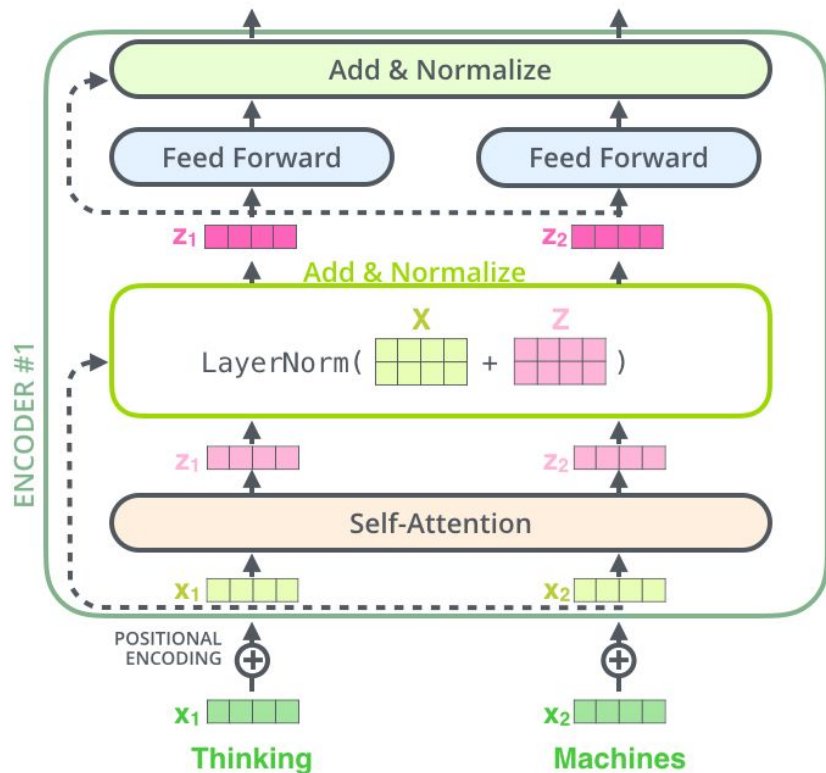 Add & Normalize
Feed Forward
Feed Forward
z1
z2
Add & Normalize
X
Z
LayerNorm( + )
ENCODER #1
z1
z2
Self-Attention
x1
x2
POSITIONAL
ENCODING
x1
x2
Thinking
Machines